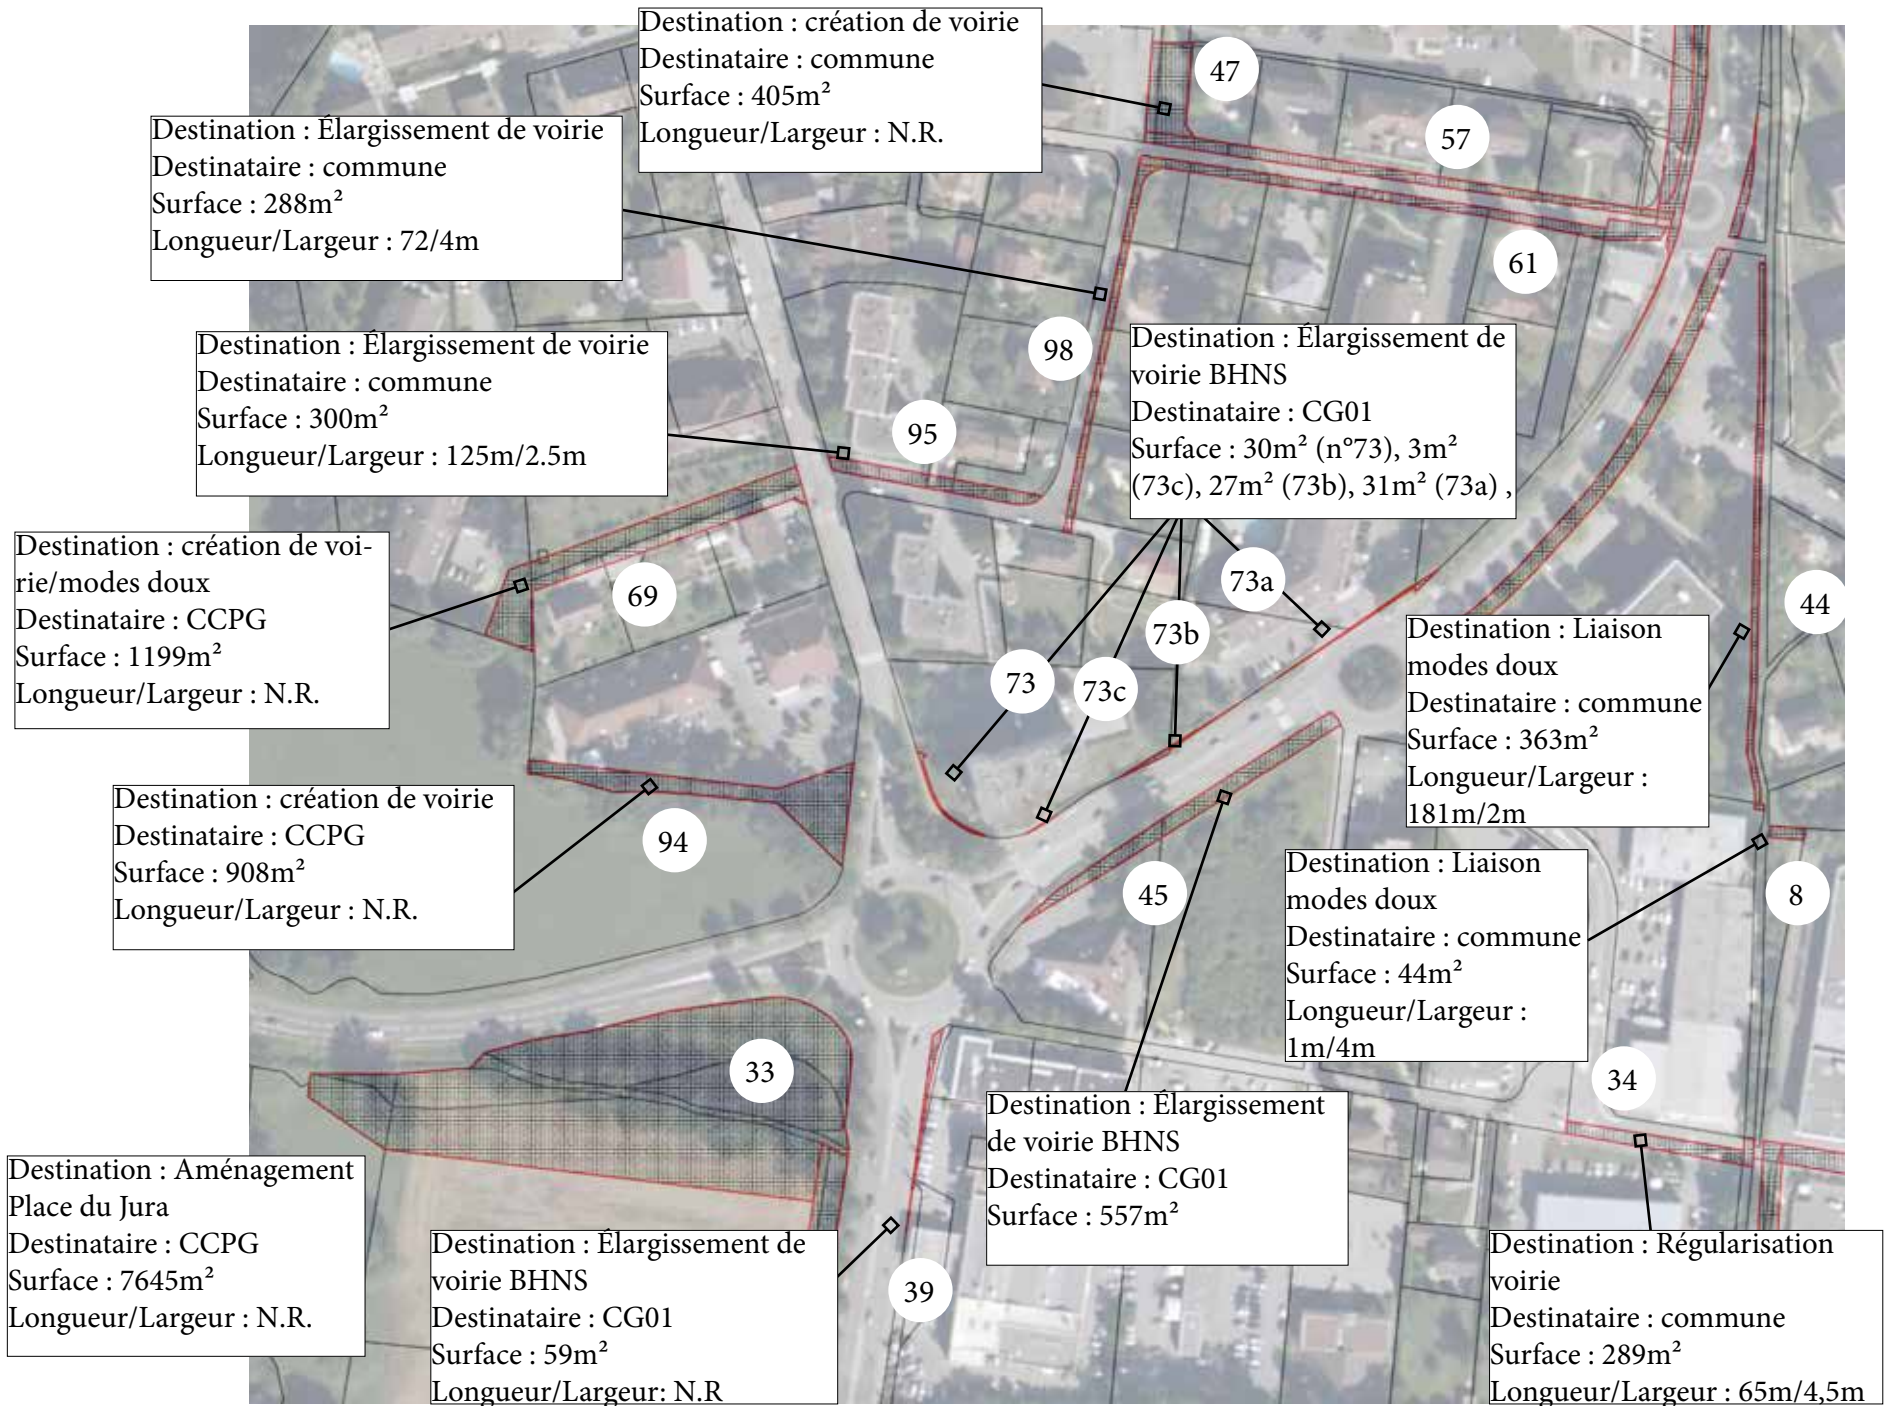 Destination : création de voirie
Destinataire : commune
Surface : 405m²
Longueur/Largeur : N.R.
47
57
Destination : Élargissement de voirie
Destinataire : commune
Surface : 288m²
Longueur/Largeur : 72/4m
61
98
Destination : Élargissement de voirie
Destinataire : commune
Surface : 300m²
Longueur/Largeur : 125m/2.5m
95
Destination : Élargissement de
voirie BHNS
Destinataire : CG01
Surface : 30m² (n°73), 3m²
(73c), 27m² (73b), 31m² (73a) ,
Destination : création de voi-
rie/modes doux
Destinataire : CCPG
Surface : 1199m²
Longueur/Largeur : N.R.
69
73a
73b
73
73c
44
Destination : Liaison
modes doux
Destinataire : commune
Surface : 363m²
Longueur/Largeur :
181m/2m
Destination : création de voirie
Destinataire : CCPG
Surface : 908m²
Longueur/Largeur : N.R.
94
45
8
Destination : Liaison
modes doux
Destinataire : commune
Surface : 44m²
Longueur/Largeur :
1m/4m
33
34
Destination : Élargissement
de voirie BHNS
Destinataire : CG01
Surface : 557m²
Destination : Aménagement
Place du Jura
Destinataire : CCPG
Surface : 7645m²
Longueur/Largeur : N.R.
Destination : Élargissement de
voirie BHNS
Destinataire : CG01
Surface : 59m²
Longueur/Largeur: N.R
39
Destination : Régularisation
voirie
Destinataire : commune
Surface : 289m²
Longueur/Largeur : 65m/4,5m